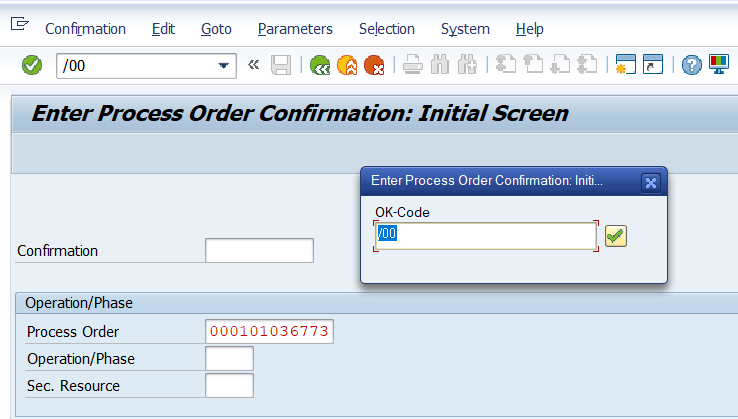 Confirmation Edit Goto Parameters Selection System Help
/00
Enter Process Order Confirmation: Initial Screen
Enter Process Order Confirmation: Initi...
OK-Code
/00
Confirmation
Operation/Phase
Process Order 000101036773
Operation/Phase
Sec. Resource